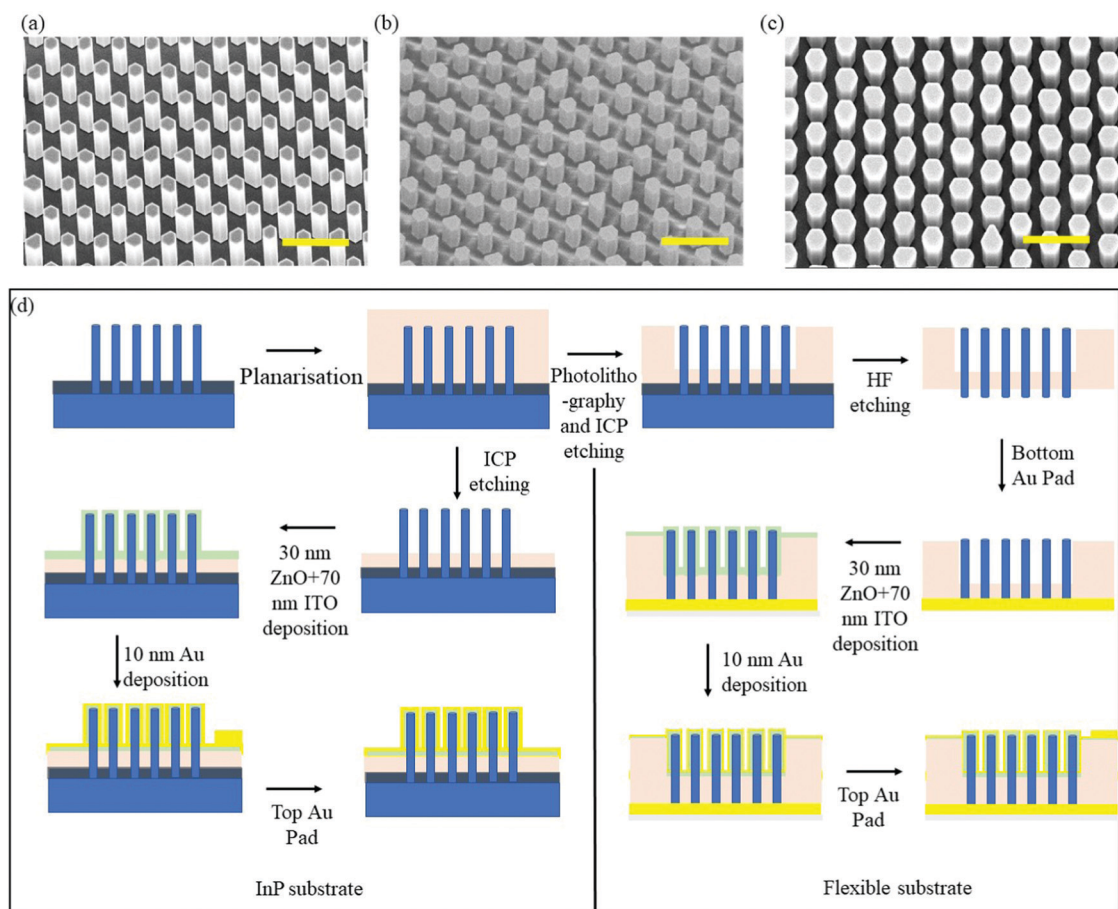 (a)
(b)
(c)
(d)
Planarisation
Photolitho
-graphy
and ICP
etching
HF
etching
ICP
etching
Bottom
Au Pad
30 nm
ZnO+70
nm ITO
deposition
30 nm
ZnO+70
nm ITO
deposition
10 nm Au
deposition
10 nm Au
deposition
Top Au
Pad
Top Au
Pad
InP substrate
Flexible substrate